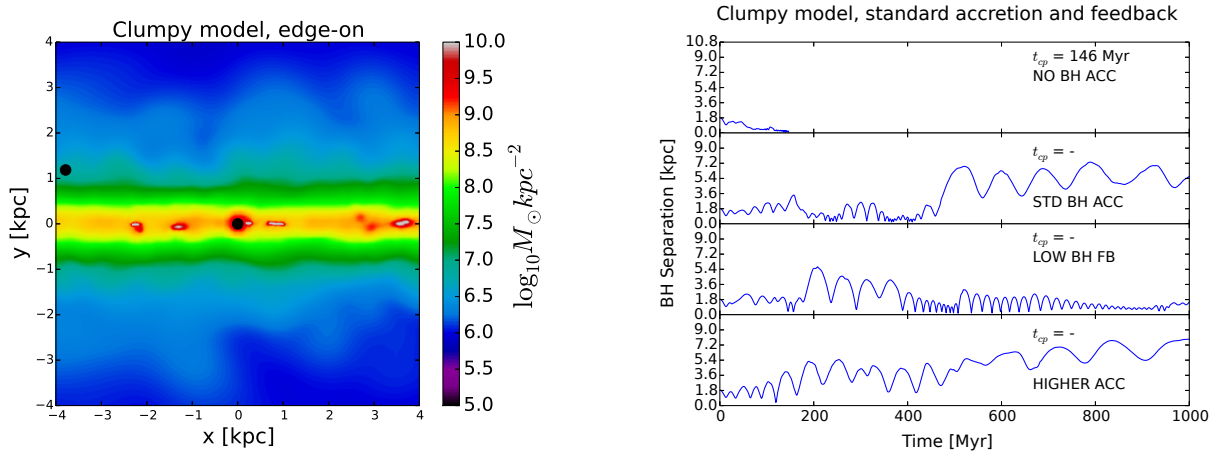 Clumpy model, edge-on
4
3
2
1
0
−1
−2
−3
−4
y [kpc]
−4 −3 −2 −1 0 1 2 3 4
x [kpc]
10.0
9.5
9.0
8.5
8.0
7.5
7.0
6.5
6.0
5.5
5.0
log₁₀M⊙kpc⁻²
Clumpy model, standard accretion and feedback
BH Separation [kpc]
10.8
9.0
7.2
5.4
3.6
1.8
0.0
t_cp = 146 Myr
NO BH ACC
9.0
7.2
5.4
3.6
1.8
0.0
t_cp = -
STD BH ACC
9.0
7.2
5.4
3.6
1.8
0.0
t_cp = -
LOW BH FB
9.0
7.2
5.4
3.6
1.8
0.0
t_cp = -
HIGHER ACC
0 200 400 600 800 1000
Time [Myr]